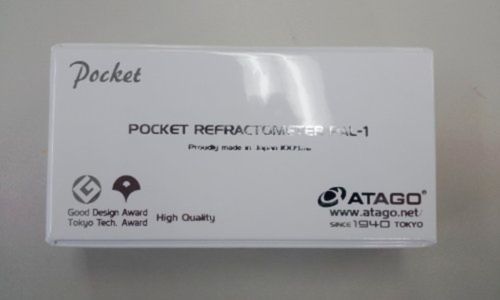 Pocket
POCKET REFRACTOMETER PAL-1
Proudly made in Japan
Good Design Award
Tokyo Tech. Award
High Quality
ATAGO®
www.atago.net
SINCE 1940 TOKYO